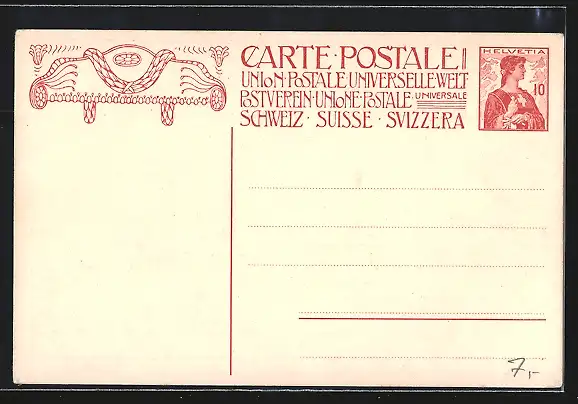 CARTE·POSTALE
UNION·POSTALE·UNIVERSELLE·WELT
POSTVEREIN·UNIONE·POSTALE UNIVERSALE
SCHWEIZ · SUISSE · SVIZZERA
HELVETIA
10
7,-